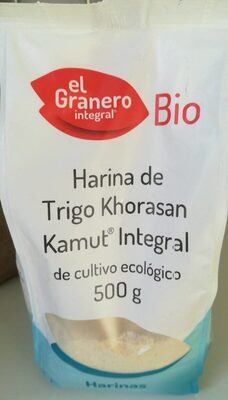 el
Granero
integral®
Bio
Harina de
Trigo Khorasan
Kamut® Integral
de cultivo ecológico
500 g
Harinas